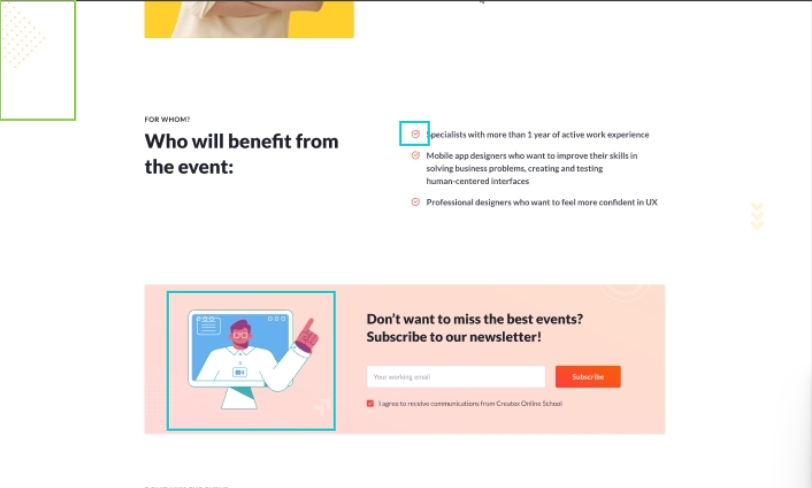 FOR WHOM?
Who will benefit from
the event:
Specialists with more than 1 year of active work experience
Mobile app designers who want to improve their skills in
solving business problems, creating and testing
human-centered interfaces
Professional designers who want to feel more confident in UX
Don't want to miss the best events?
Subscribe to our newsletter!
Your working email
Subscribe
I agree to receive communications from Creator Online School